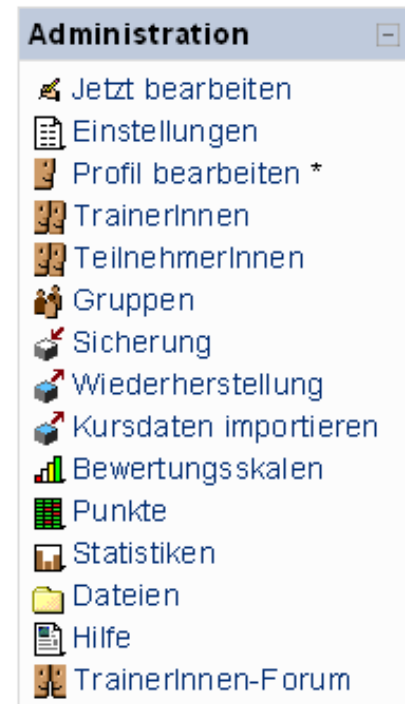 Administration
Jetzt bearbeiten
Einstellungen
Profil bearbeiten *
TrainerInnen
TeilnehmerInnen
Gruppen
Sicherung
Wiederherstellung
Kursdaten importieren
Bewertungsskalen
Punkte
Statistiken
Dateien
Hilfe
TrainerInnen-Forum